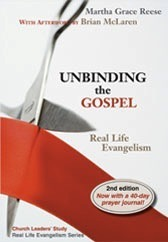 Martha Grace Reese
WITH AFTERWORD BY Brian McLaren
UNBINDING
the
GOSPEL
Real Life
Evangelism
2nd edition
Now with a 40-day
prayer journal!
Church Leaders' Study
Real Life Evangelism Series